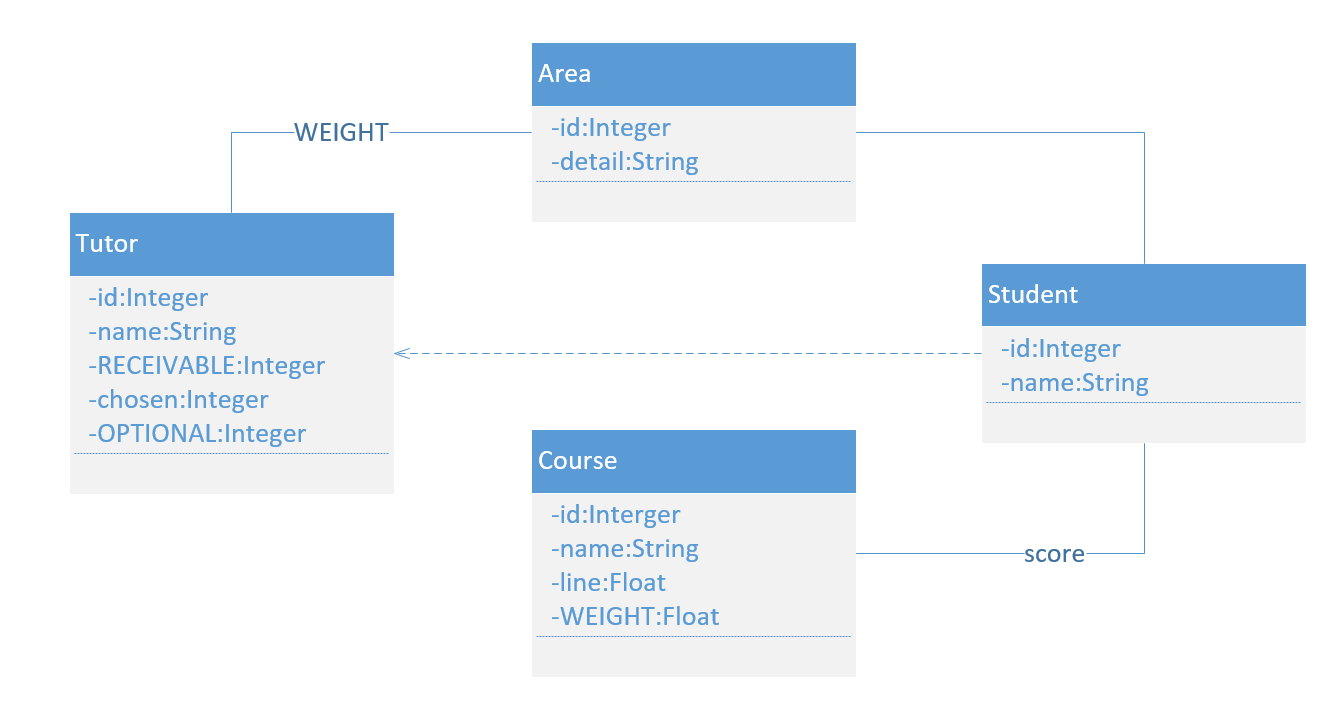 Area
-id:Integer
-detail:String
WEIGHT
Tutor
-id:Integer
-name:String
-RECEIVABLE:Integer
-chosen:Integer
-OPTIONAL:Integer
Student
-id:Integer
-name:String
Course
-id:Interger
-name:String
-line:Float
-WEIGHT:Float
score